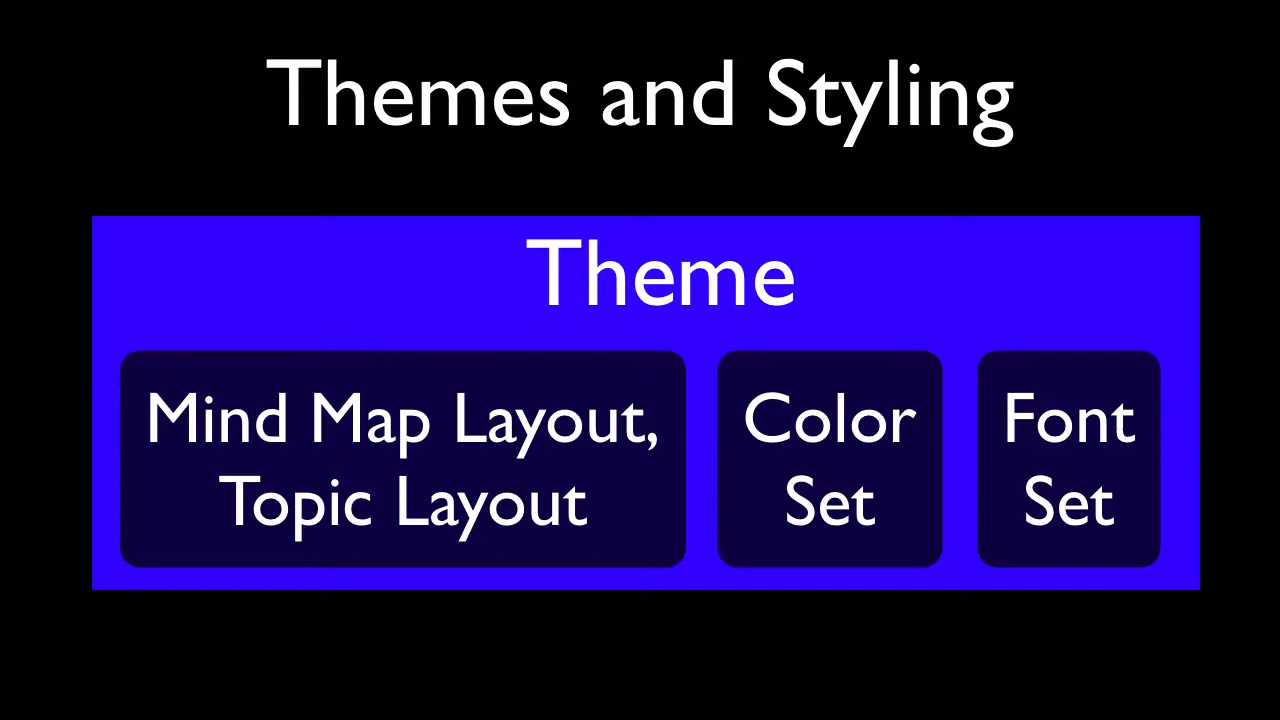 Themes and Styling
Theme
Mind Map Layout,
Topic Layout
Color
Set
Font
Set